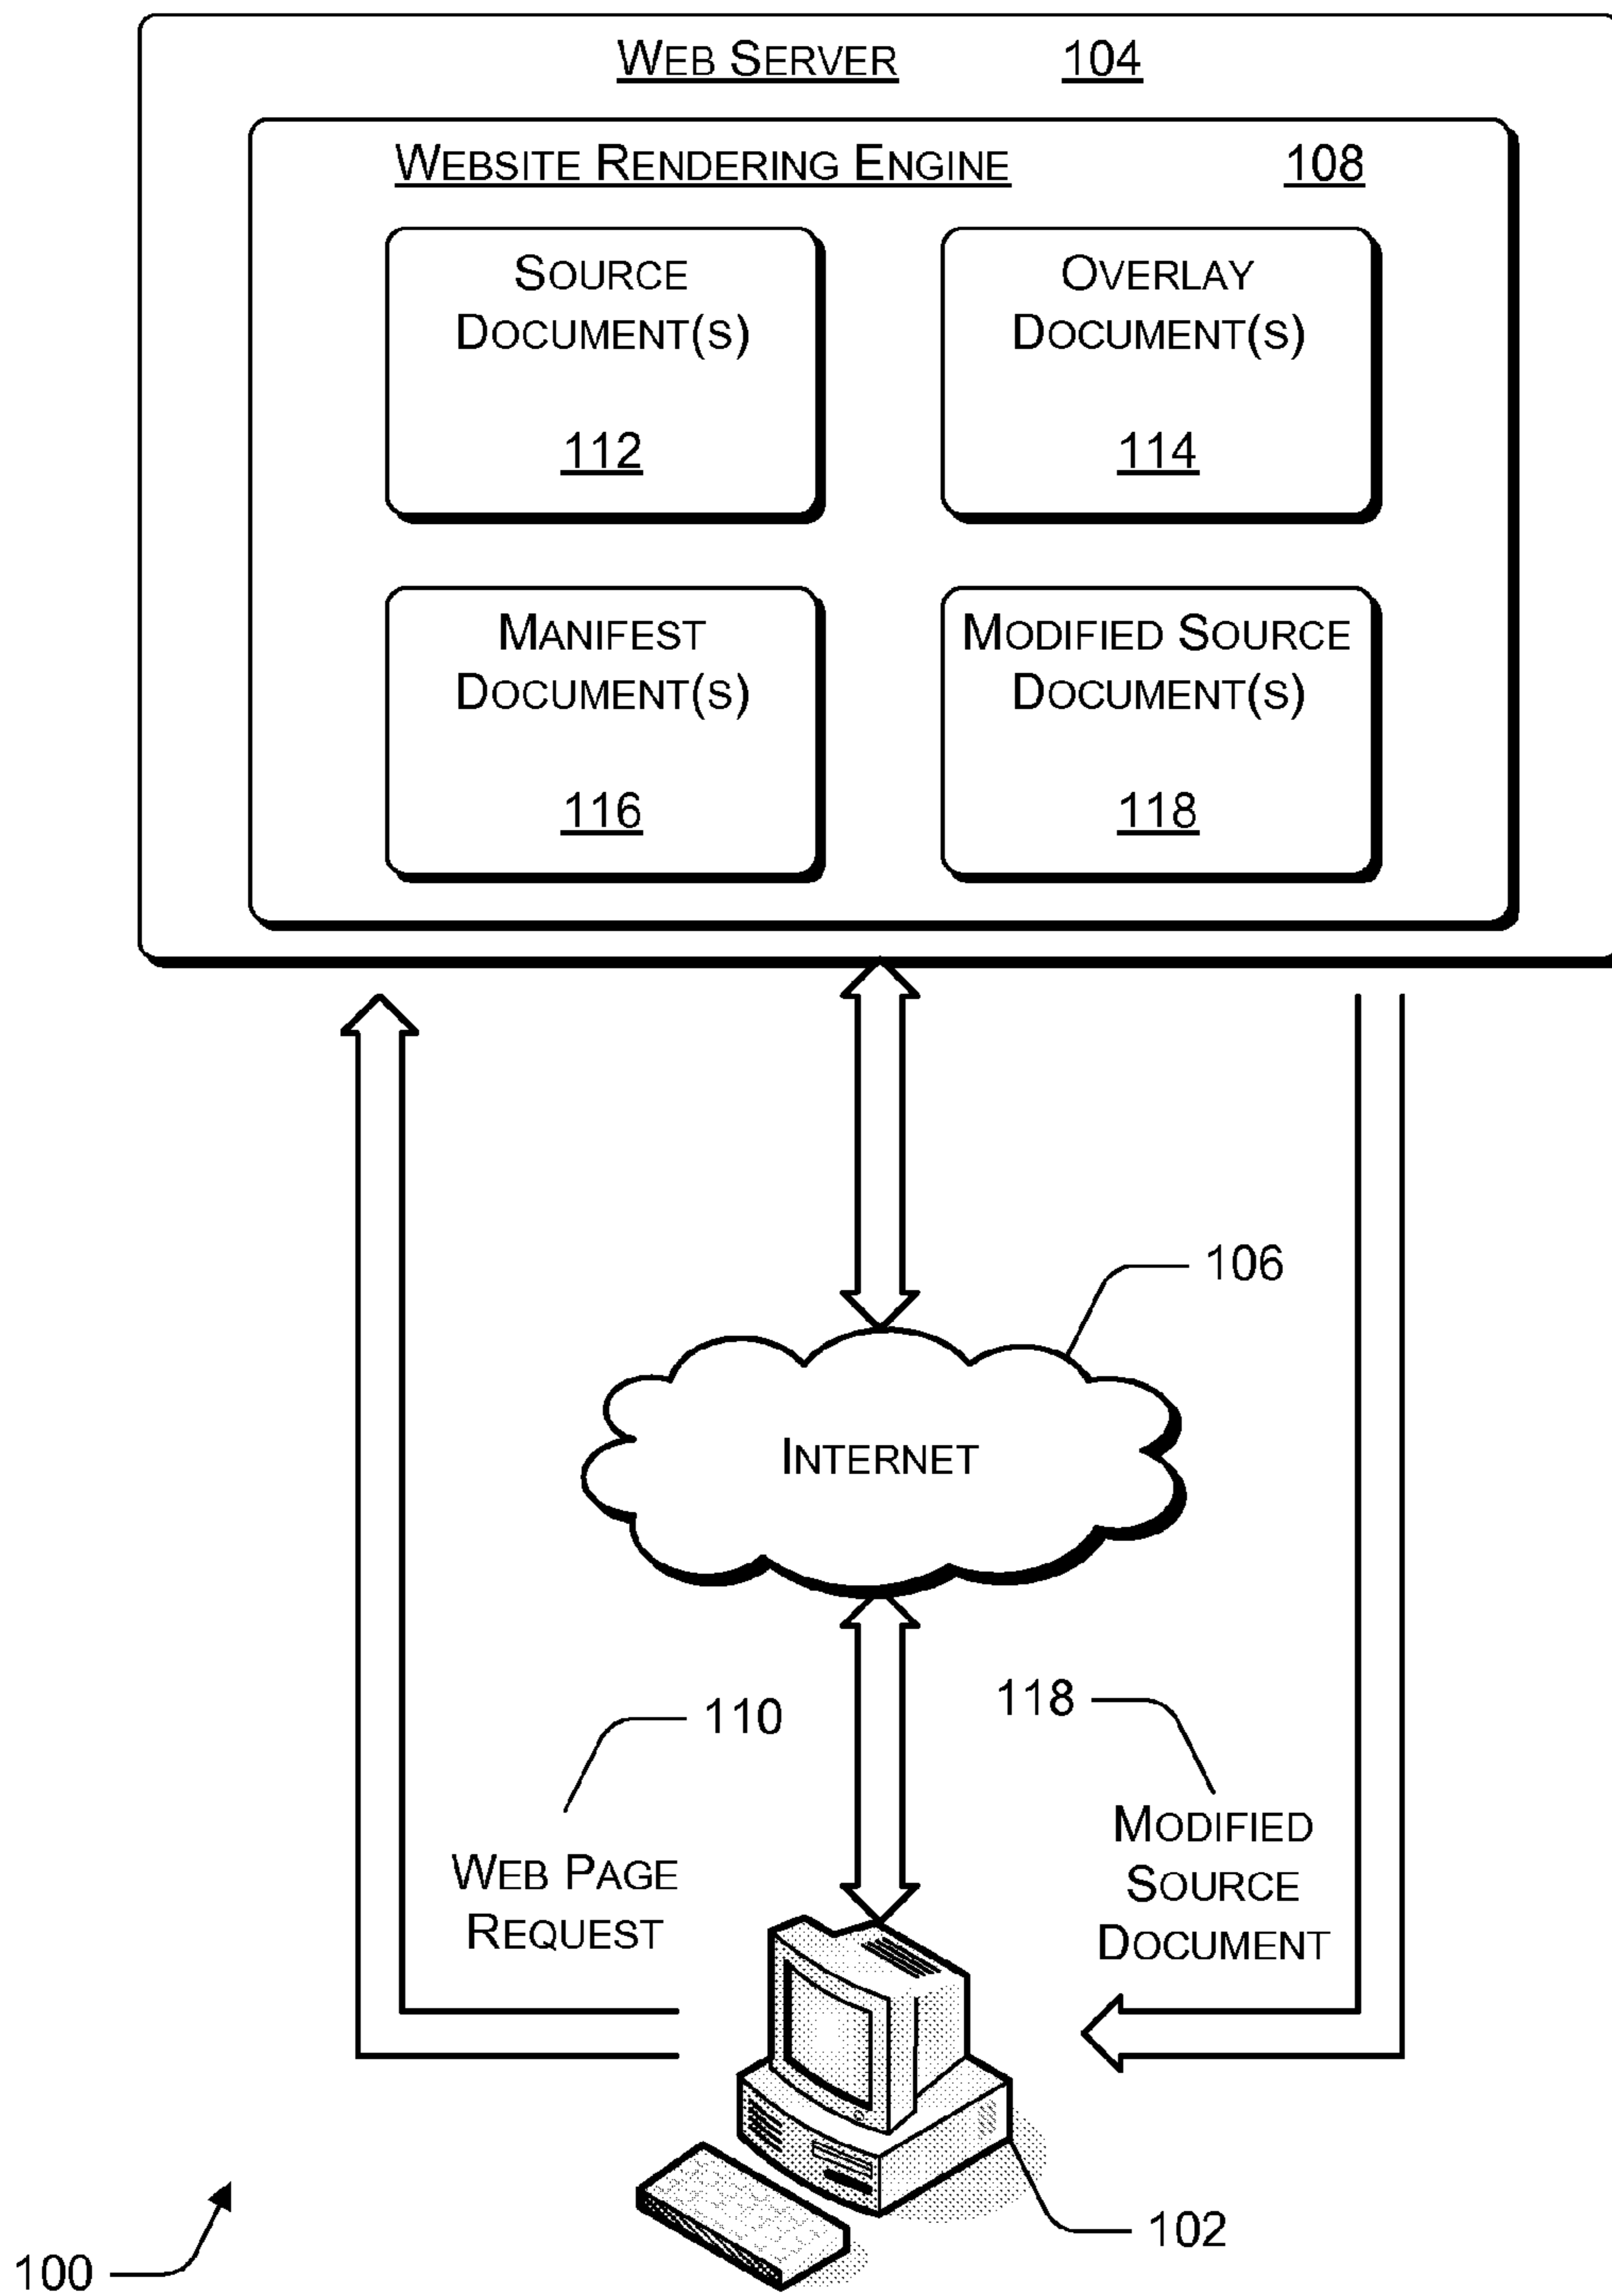 WEB SERVER 104
WEBSITE RENDERING ENGINE 108
SOURCE
DOCUMENT(S)
112
OVERLAY
DOCUMENT(S)
114
MANIFEST
DOCUMENT(S)
116
MODIFIED SOURCE
DOCUMENT(S)
118
106
INTERNET
110
WEB PAGE
REQUEST
118
MODIFIED
SOURCE
DOCUMENT
102
100